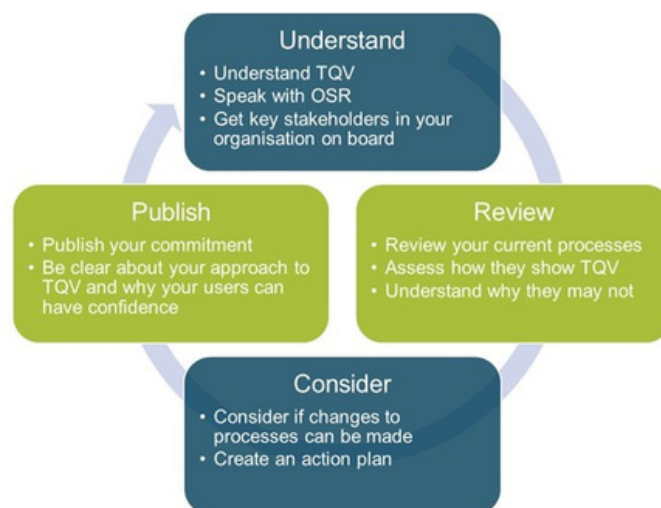 Understand
• Understand TQV
• Speak with OSR
• Get key stakeholders in your
organisation on board
Review
• Review your current processes
• Assess how they show TQV
• Understand why they may not
Consider
• Consider if changes to
processes can be made
• Create an action plan
Publish
• Publish your commitment
• Be clear about your approach to
TQV and why your users can
have confidence